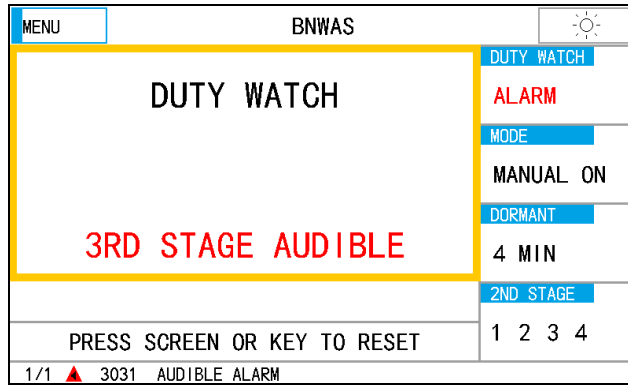 MENU
BNWAS
DUTY WATCH
3RD STAGE AUDIBLE
DUTY WATCH
ALARM
MODE
MANUAL ON
DORMANT
4 MIN
2ND STAGE
1 2 3 4
PRESS SCREEN OR KEY TO RESET
1/1 3031 AUDIBLE ALARM